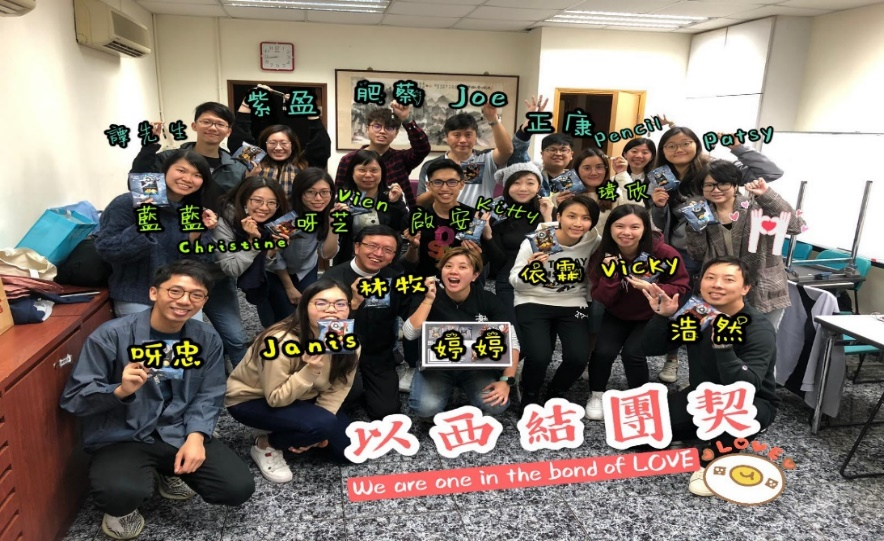 紫盈
肥蔡
Joe
譚先生
正康
pencil
patsy
藍藍
Christine
呀芝
Vien
啟安
Kitty
瑋欣
林牧
依霖
Vicky
呀忠
Janis
婷婷
浩然
以西結團契
We are one in the bond of LOVE
LOVE